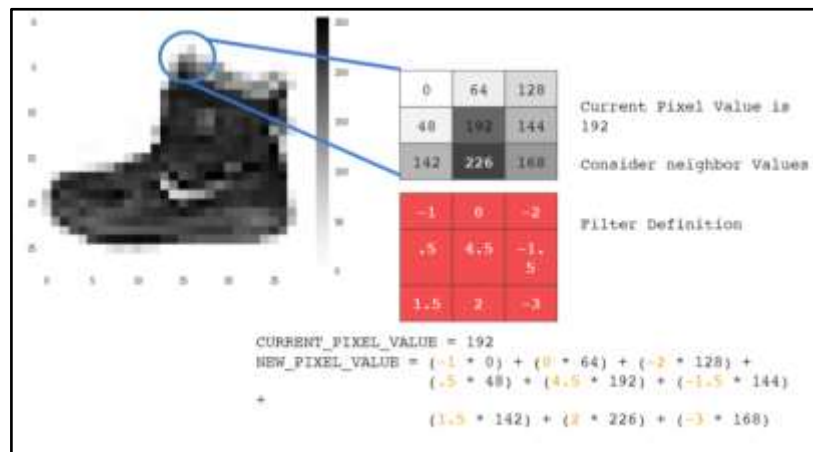 0 64 128
48 192 144
142 226 168
Current Pixel Value is
192
Consider neighbor Values
-1 0 -2
.5 4.5 -1.
5
1.5 2 -3
Filter Definition
CURRENT_PIXEL_VALUE = 192
NEW_PIXEL_VALUE = (-1 * 0) + (0 * 64) + (-2 * 128) +
(.5 * 48) + (4.5 * 192) + (-1.5 * 144)
+
(1.5 * 142) + (2 * 226) + (-3 * 168)